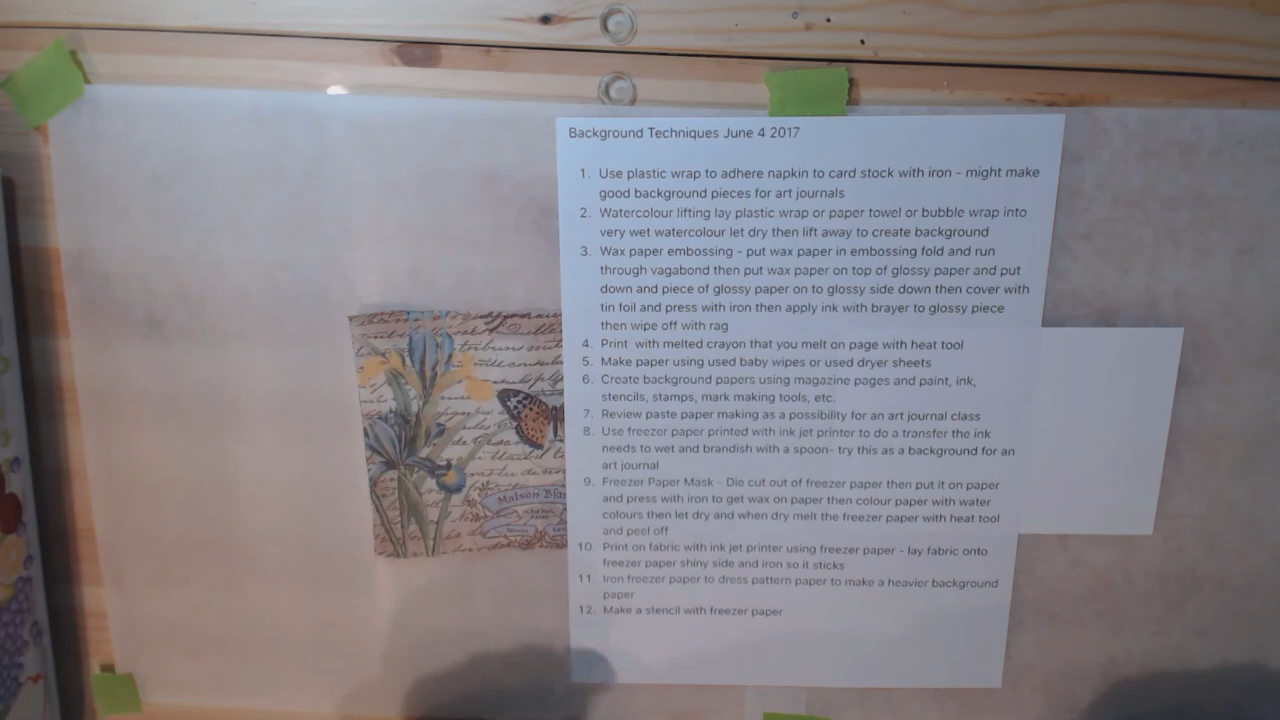 Background Techniques June 4 2017
1. Use plastic wrap to adhere napkin to card stock with iron - might make
good background pieces for art journals
2. Watercolour lifting lay plastic wrap or paper towel or bubble wrap into
very wet watercolour let dry then lift away to create background
3. Wax paper embossing - put wax paper in embossing fold and run
through vagabond then put wax paper on top of glossy paper and put
down and piece of glossy paper on to glossy side down then cover with
tin foil and press with iron then apply ink with brayer to glossy piece
then wipe off with rag
4. Print with melted crayon that you melt on page with heat tool
5. Make paper using used baby wipes or used dryer sheets
6. Create background papers using magazine pages and paint, ink,
stencils, stamps, mark making tools, etc.
7. Review paste paper making as a possibility for an art journal class
8. Use freezer paper printed with ink jet printer to do a transfer the ink
needs to wet and brandish with a spoon- try this as a background for an
art journal
9. Freezer Paper Mask - Die cut out of freezer paper then put it on paper
and press with iron to get wax on paper then colour paper with water
colours then let dry and when dry melt the freezer paper with heat tool
and peel off
10. Print on fabric with ink jet printer using freezer paper - lay fabric onto
freezer paper shiny side and iron so it sticks
11 Iron freezer paper to dress pattern paper to make a heavier background
paper
12. Make a stencil with freezer paper
tribuns
Maison Blan